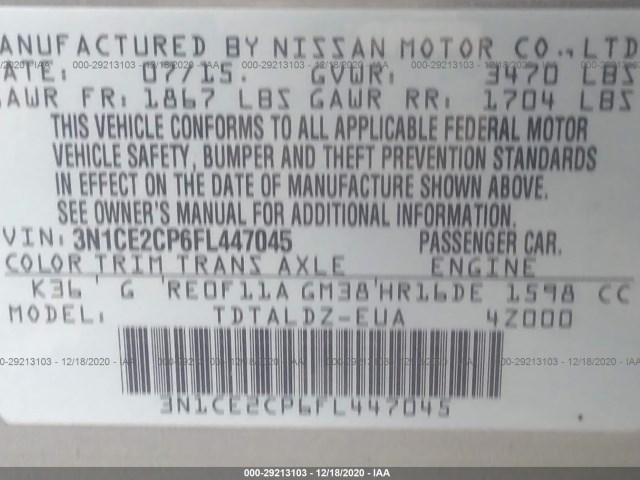 ANUFACTURED BY NISSAN MOTOR CO., LTD
ATE: 07/15 GVWR: 3470 LBS
AWR FR: 1867 LBS GAWR RR: 1704 LBS
THIS VEHICLE CONFORMS TO ALL APPLICABLE FEDERAL MOTOR
VEHICLE SAFETY, BUMPER AND THEFT PREVENTION STANDARDS
IN EFFECT ON THE DATE OF MANUFACTURE SHOWN ABOVE.
SEE OWNER'S MANUAL FOR ADDITIONAL INFORMATION.
VIN: 3N1CE2CP6FL447045 PASSENGER CAR.
COLOR TRIM TRANS AXLE ENGINE
K36 G RE0F11A GM38 HR16DE 1598 CC
MODEL: TDTALDZ-EUA 4Z000
3N1CE2CP6FL447045
000-29213103 - 12/18/2020 - IAA